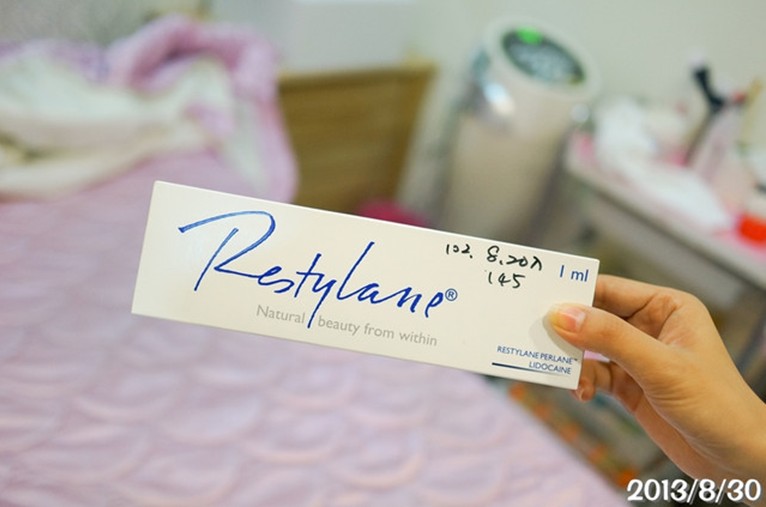 Restylane®
Natural beauty from within
102. 8.20入
145
1 ml
RESTYLANE PERLANE™
LIDOCAINE
2013/8/30